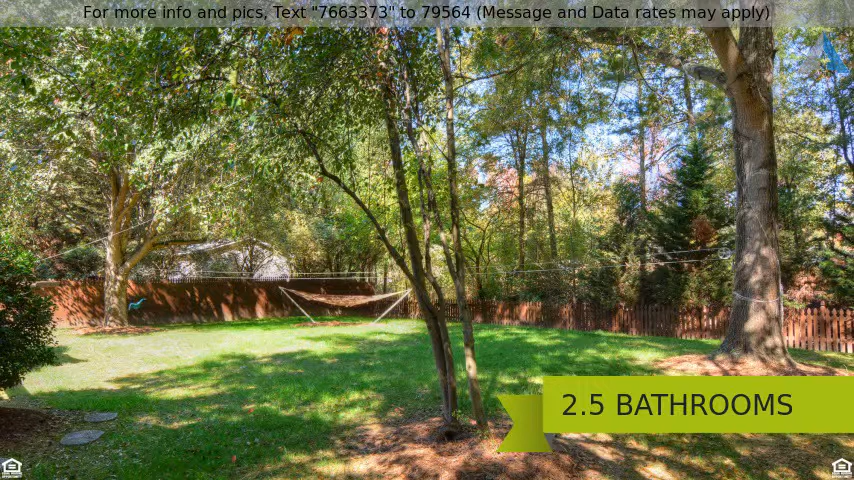 For more info and pics, Text "7663373" to 79564 (Message and Data rates may apply)
2.5 BATHROOMS